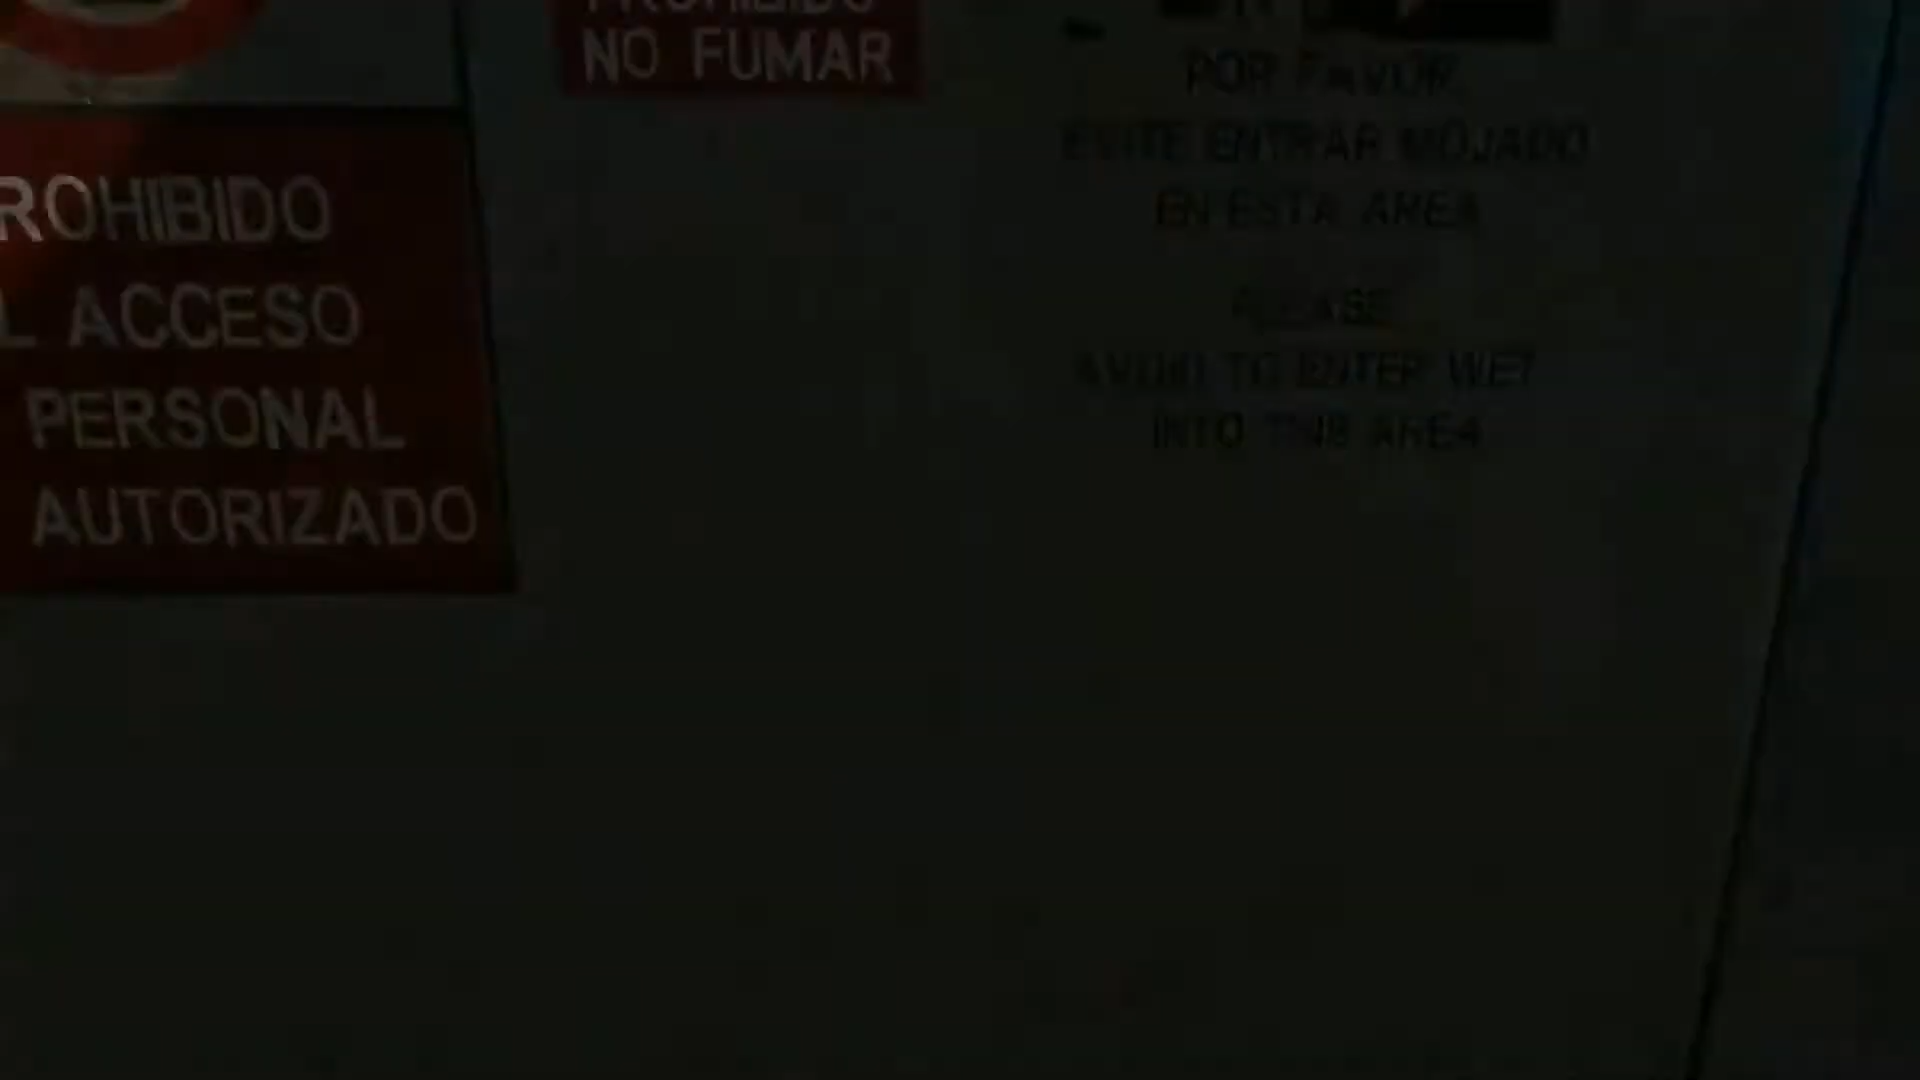 ROHIBIDO
L ACCESO
PERSONAL
AUTORIZADO
PROHIBIDO
NO FUMAR
POR FAVOR
EVITE ENTRAR MOJADO
EN ESTA AREA
PLEASE
AVOID TO ENTER WET
INTO THIS AREA